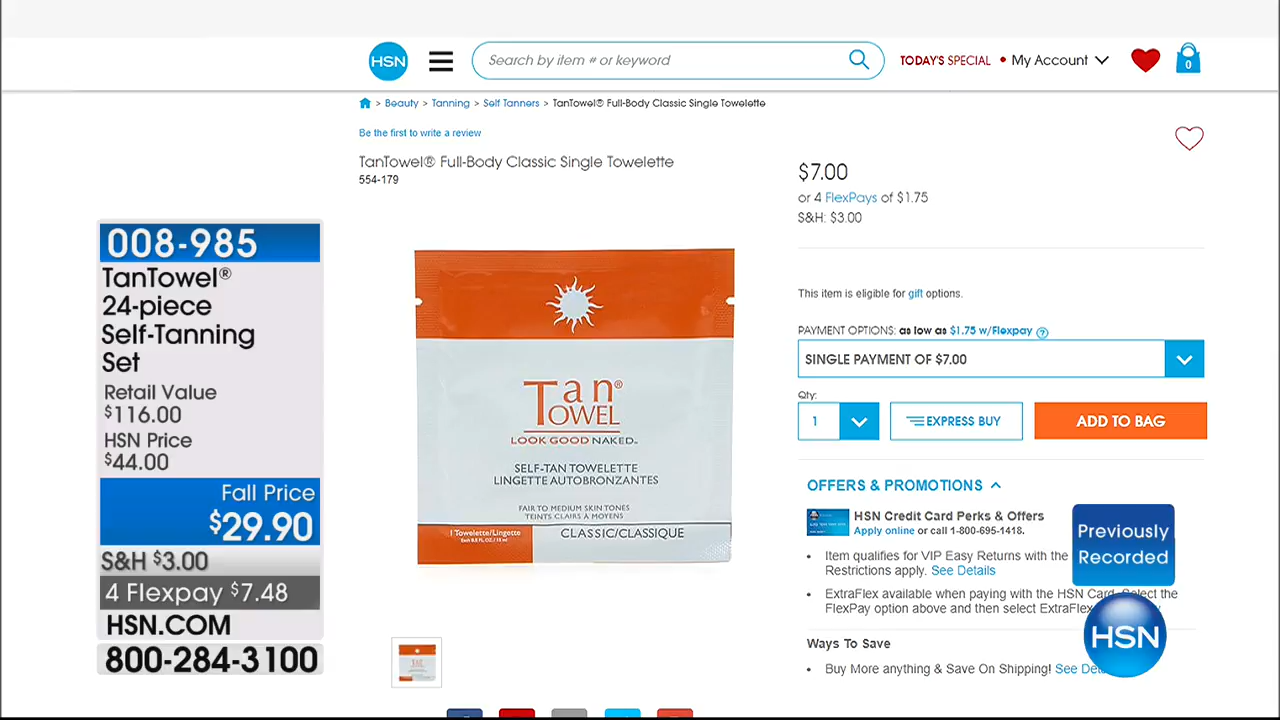 HSN
Search by item # or keyword
TODAY'S SPECIAL • My Account
0
> Beauty > Tanning > Self Tanners > TanTowel® Full-Body Classic Single Towelette
Be the first to write a review
TanTowel® Full-Body Classic Single Towelette
554-179
$7.00
or 4 FlexPays of $1.75
S&H: $3.00
This item is eligible for gift options.
PAYMENT OPTIONS: as low as $1.75 w/Flexpay ?
SINGLE PAYMENT OF $7.00
Qty:
1
EXPRESS BUY
ADD TO BAG
OFFERS & PROMOTIONS
HSN Credit Card Perks & Offers
Apply online or call 1-800-695-1418.
• Item qualifies for VIP Easy Returns with the
Restrictions apply. See Details
• ExtraFlex available when paying with the HSN Card. Select the
FlexPay option above and then select ExtraFlex
Ways To Save
• Buy More anything & Save On Shipping! See
008-985
TanTowel®
24-piece
Self-Tanning
Set
Retail Value
$116.00
HSN Price
$44.00
Fall Price
$29.90
S&H $3.00
4 Flexpay $7.48
HSN.COM
800-284-3100
Tan®
TOWEL
LOOK GOOD NAKED™
SELF-TAN TOWELETTE
LINGETTE AUTOBRONZANTES
FAIR TO MEDIUM SKIN TONES
TEINTS CLAIRS À MOYENS
1 Towelette/Lingette
CLASSIC/CLASSIQUE
Previously
Recorded
HSN